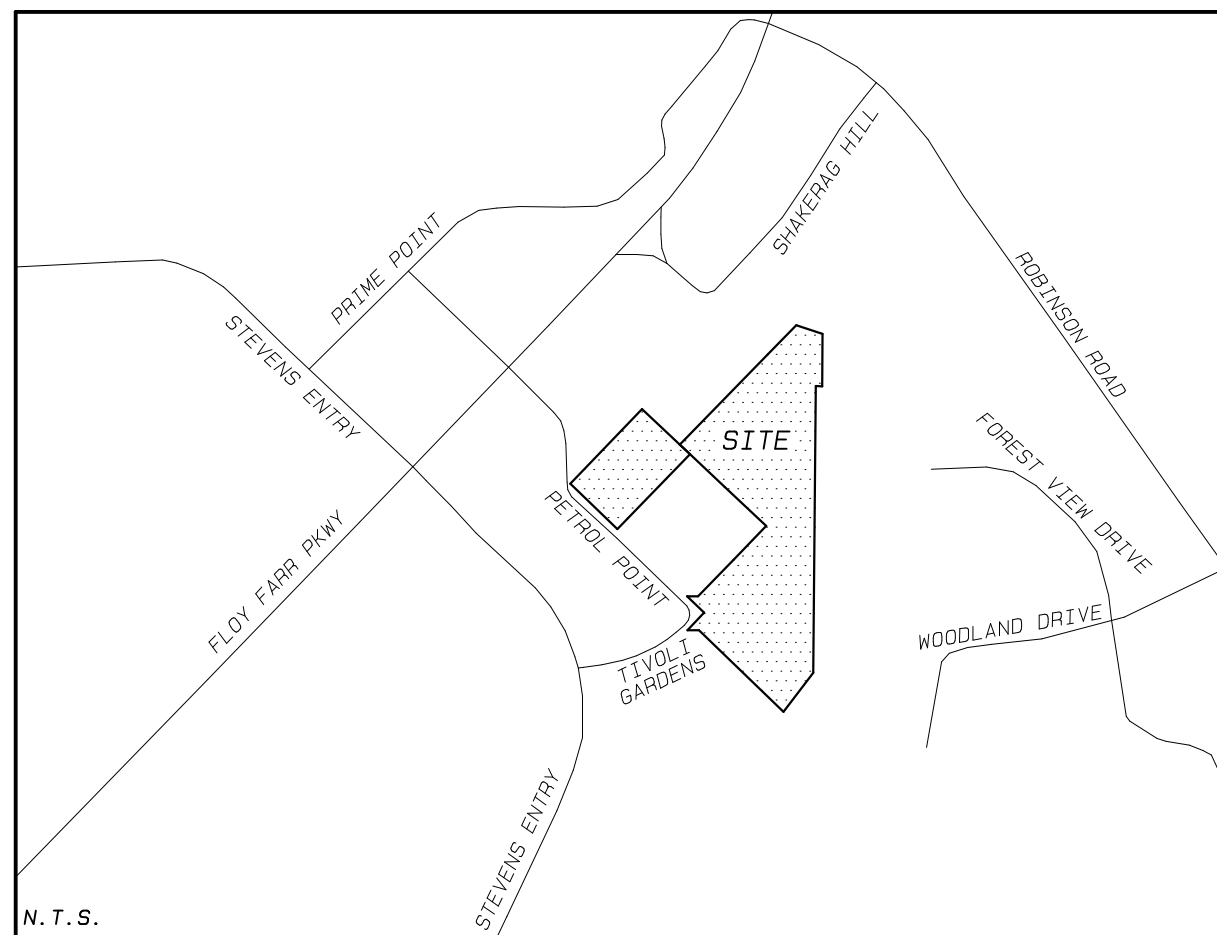 SHAKERAG HILL
PRIME POINT
ROBINSON ROAD
STEVENS ENTRY
SITE
FOREST VIEW DRIVE
PETROL POINT
FLOY FARR PKWY
WOODLAND DRIVE
TIVOLI
GARDENS
STEVENS ENTRY
N.T.S.